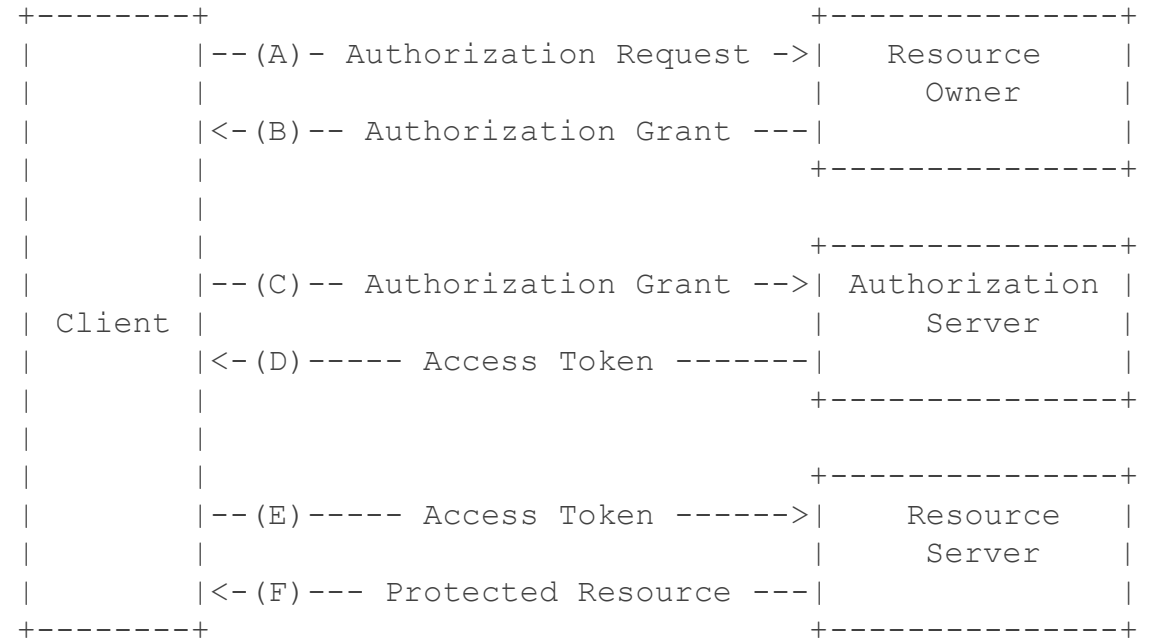 +--------+                               +---------------+
|        |--(A)- Authorization Request ->|   Resource    |
|        |                               |     Owner     |
|        |<-(B)-- Authorization Grant ---|               |
|        |                               +---------------+
|        |
|        |                               +---------------+
|        |--(C)-- Authorization Grant -->| Authorization |
| Client |                               |     Server    |
|        |<-(D)----- Access Token -------|               |
|        |                               +---------------+
|        |
|        |                               +---------------+
|        |--(E)----- Access Token ------>|    Resource   |
|        |                               |     Server    |
|        |<-(F)--- Protected Resource ---|               |
+--------+                               +---------------+